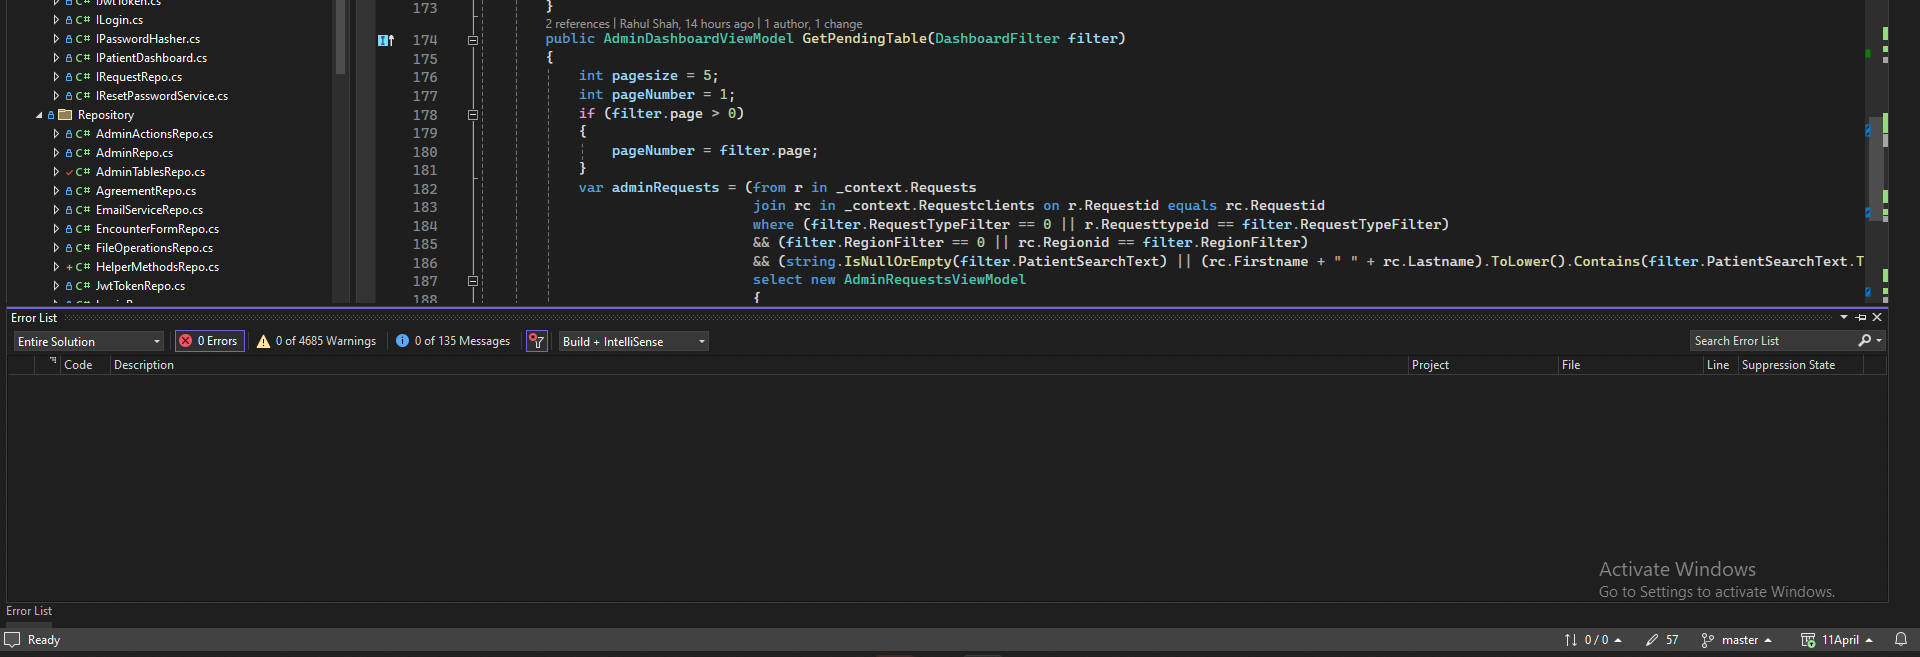 IJwtToken.cs
ILogin.cs
IPasswordHasher.cs
IPatientDashboard.cs
IRequestRepo.cs
IResetPasswordService.cs
Repository
AdminActionsRepo.cs
AdminRepo.cs
AdminTablesRepo.cs
AgreementRepo.cs
EmailServiceRepo.cs
EncounterFormRepo.cs
FileOperationsRepo.cs
HelperMethodsRepo.cs
JwtTokenRepo.cs
173 }
2 references | Rahul Shah, 14 hours ago | 1 author, 1 change
174 public AdminDashboardViewModel GetPendingTable(DashboardFilter filter)
175 {
176 int pagesize = 5;
177 int pageNumber = 1;
178 if (filter.page > 0)
179 {
180 pageNumber = filter.page;
181 }
182 var adminRequests = (from r in _context.Requests
183 join rc in _context.Requestclients on r.Requestid equals rc.Requestid
184 where (filter.RequestTypeFilter == 0 || r.Requesttypeid == filter.RequestTypeFilter)
185 && (filter.RegionFilter == 0 || rc.Regionid == filter.RegionFilter)
186 && (string.IsNullOrEmpty(filter.PatientSearchText) || (rc.Firstname + " " + rc.Lastname).ToLower().Contains(filter.PatientSearchText.T
187 select new AdminRequestsViewModel
188 {
Error List
Entire Solution 0 Errors 0 of 4685 Warnings 0 of 135 Messages Build + IntelliSense Search Error List
Code Description Project File Line Suppression State
Activate Windows
Go to Settings to activate Windows.
Error List
Ready 0 / 0 57 master 11April